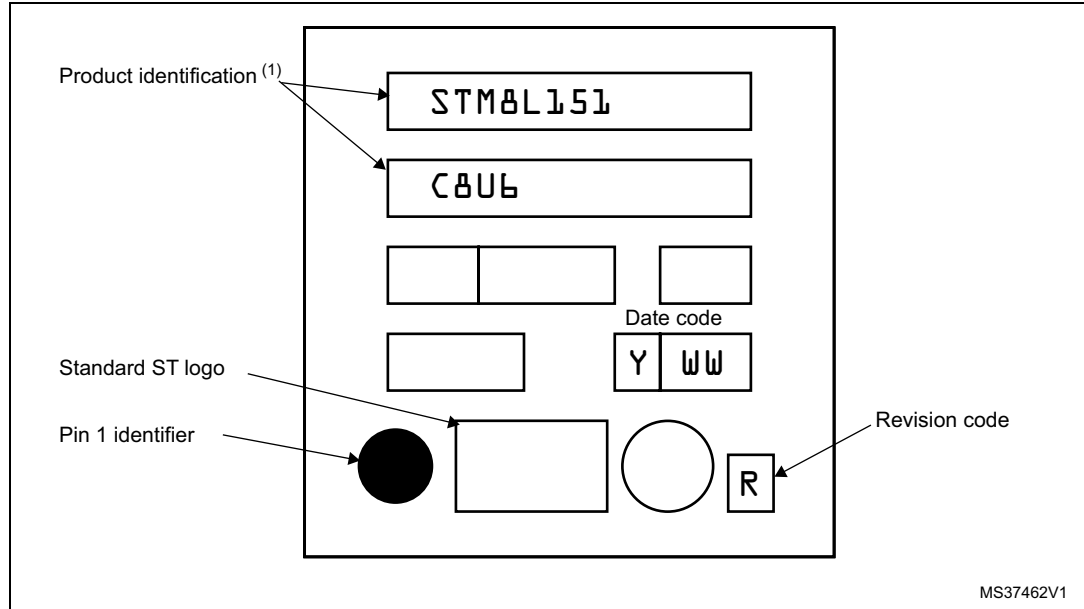 Product identification (1)
STM8L151
C8U6
Date code
Y WW
Standard ST logo
Pin 1 identifier
Revision code
R
MS37462V1